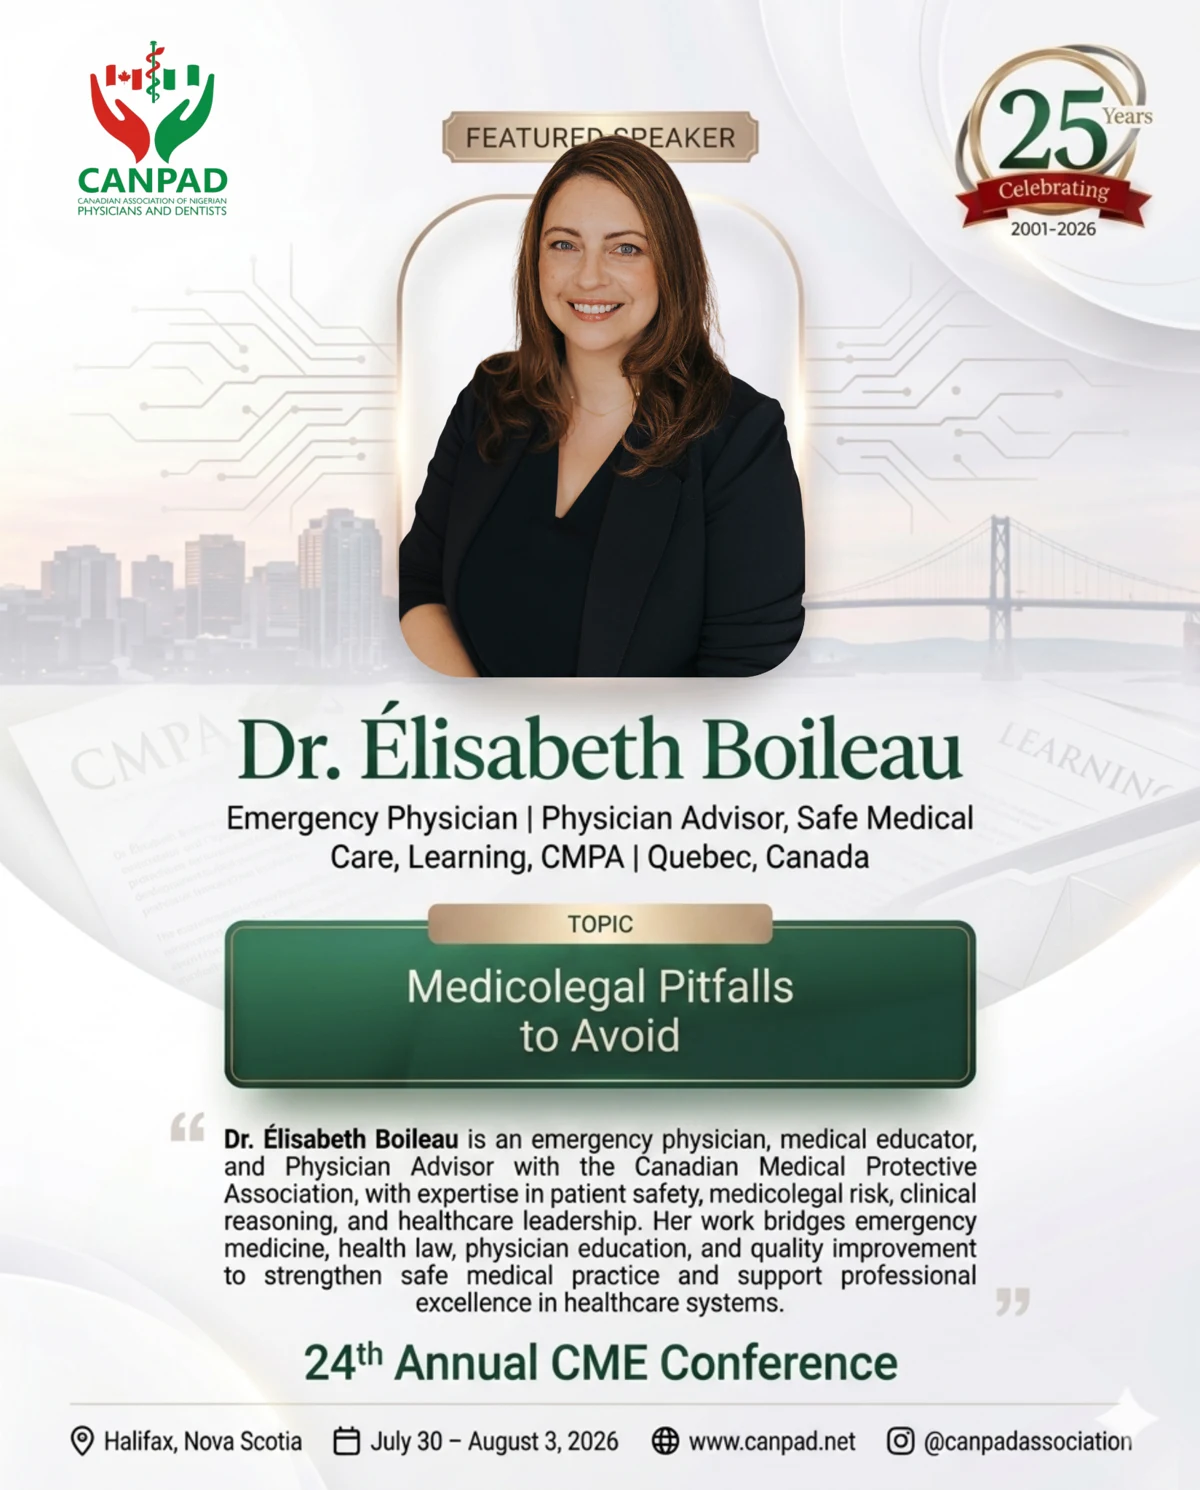 CANPAD
CANADIAN ASSOCIATION OF NIGERIAN
PHYSICIANS AND DENTISTS
FEATURED SPEAKER
25 Years
Celebrating
2001-2026
CMPA
LEARNING
Dr. Élisabeth Boileau
Emergency Physician | Physician Advisor, Safe Medical
Care, Learning, CMPA | Quebec, Canada
TOPIC
Medicolegal Pitfalls
to Avoid
“
Dr. Élisabeth Boileau is an emergency physician, medical educator,
and Physician Advisor with the Canadian Medical Protective
Association, with expertise in patient safety, medicolegal risk, clinical
reasoning, and healthcare leadership. Her work bridges emergency
medicine, health law, physician education, and quality improvement
to strengthen safe medical practice and support professional
excellence in healthcare systems.
”
24th Annual CME Conference
Halifax, Nova Scotia
July 30 – August 3, 2026
www.canpad.net
@canpadassociation